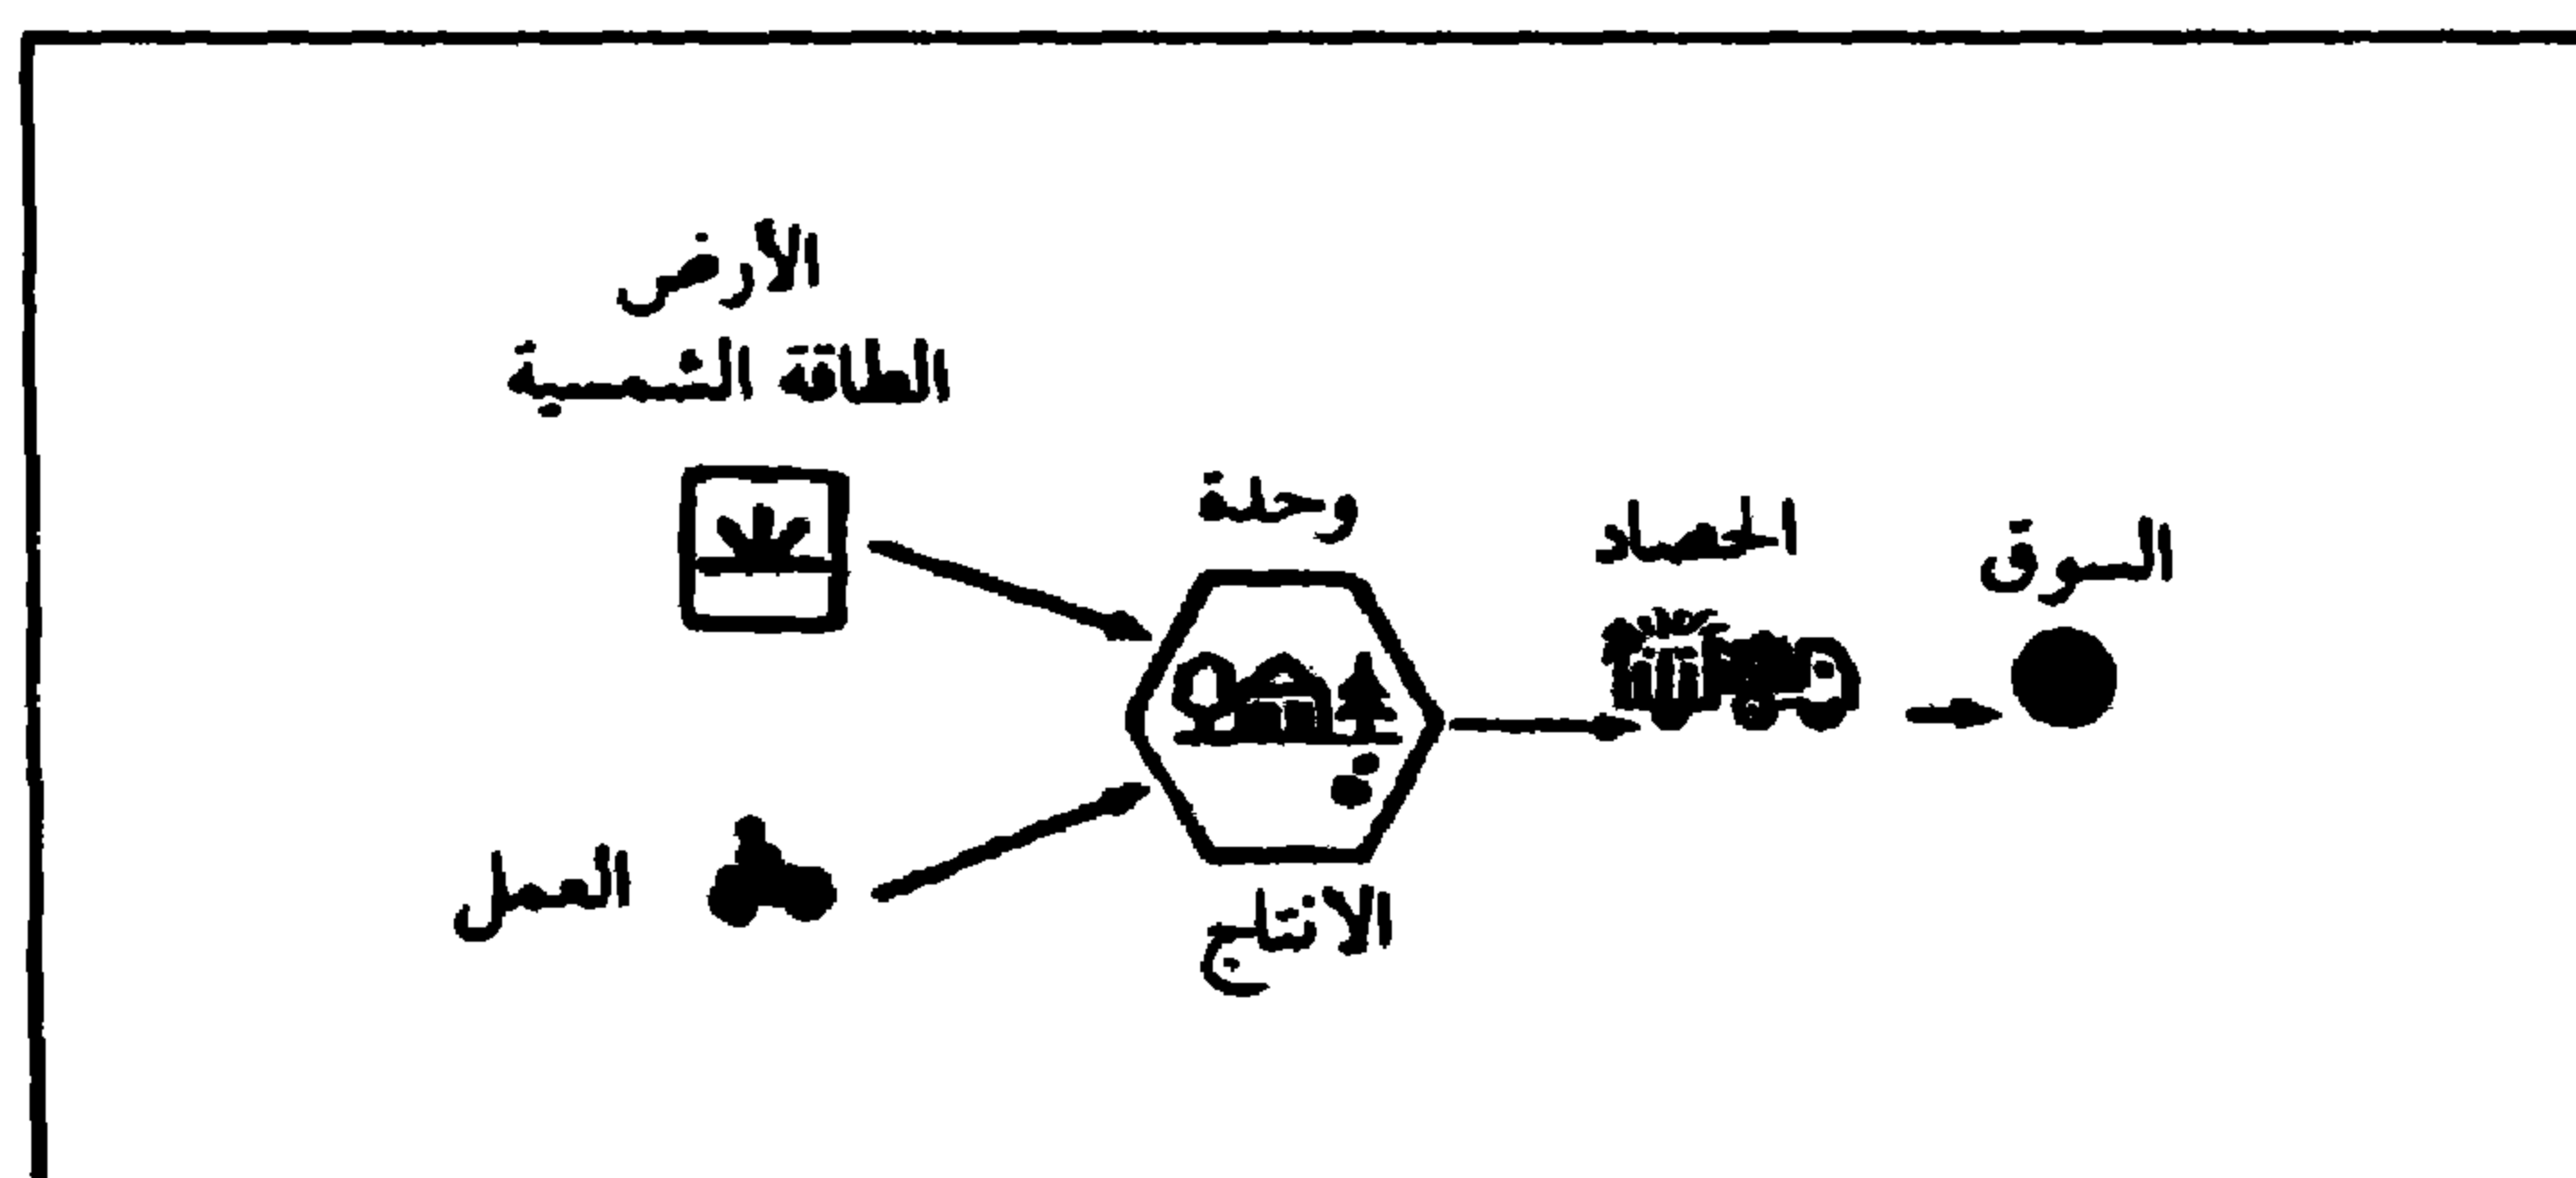 الأرض
الطاقة الشمسية
وحدة
الحصاد
السوق
العمل
الانتاج